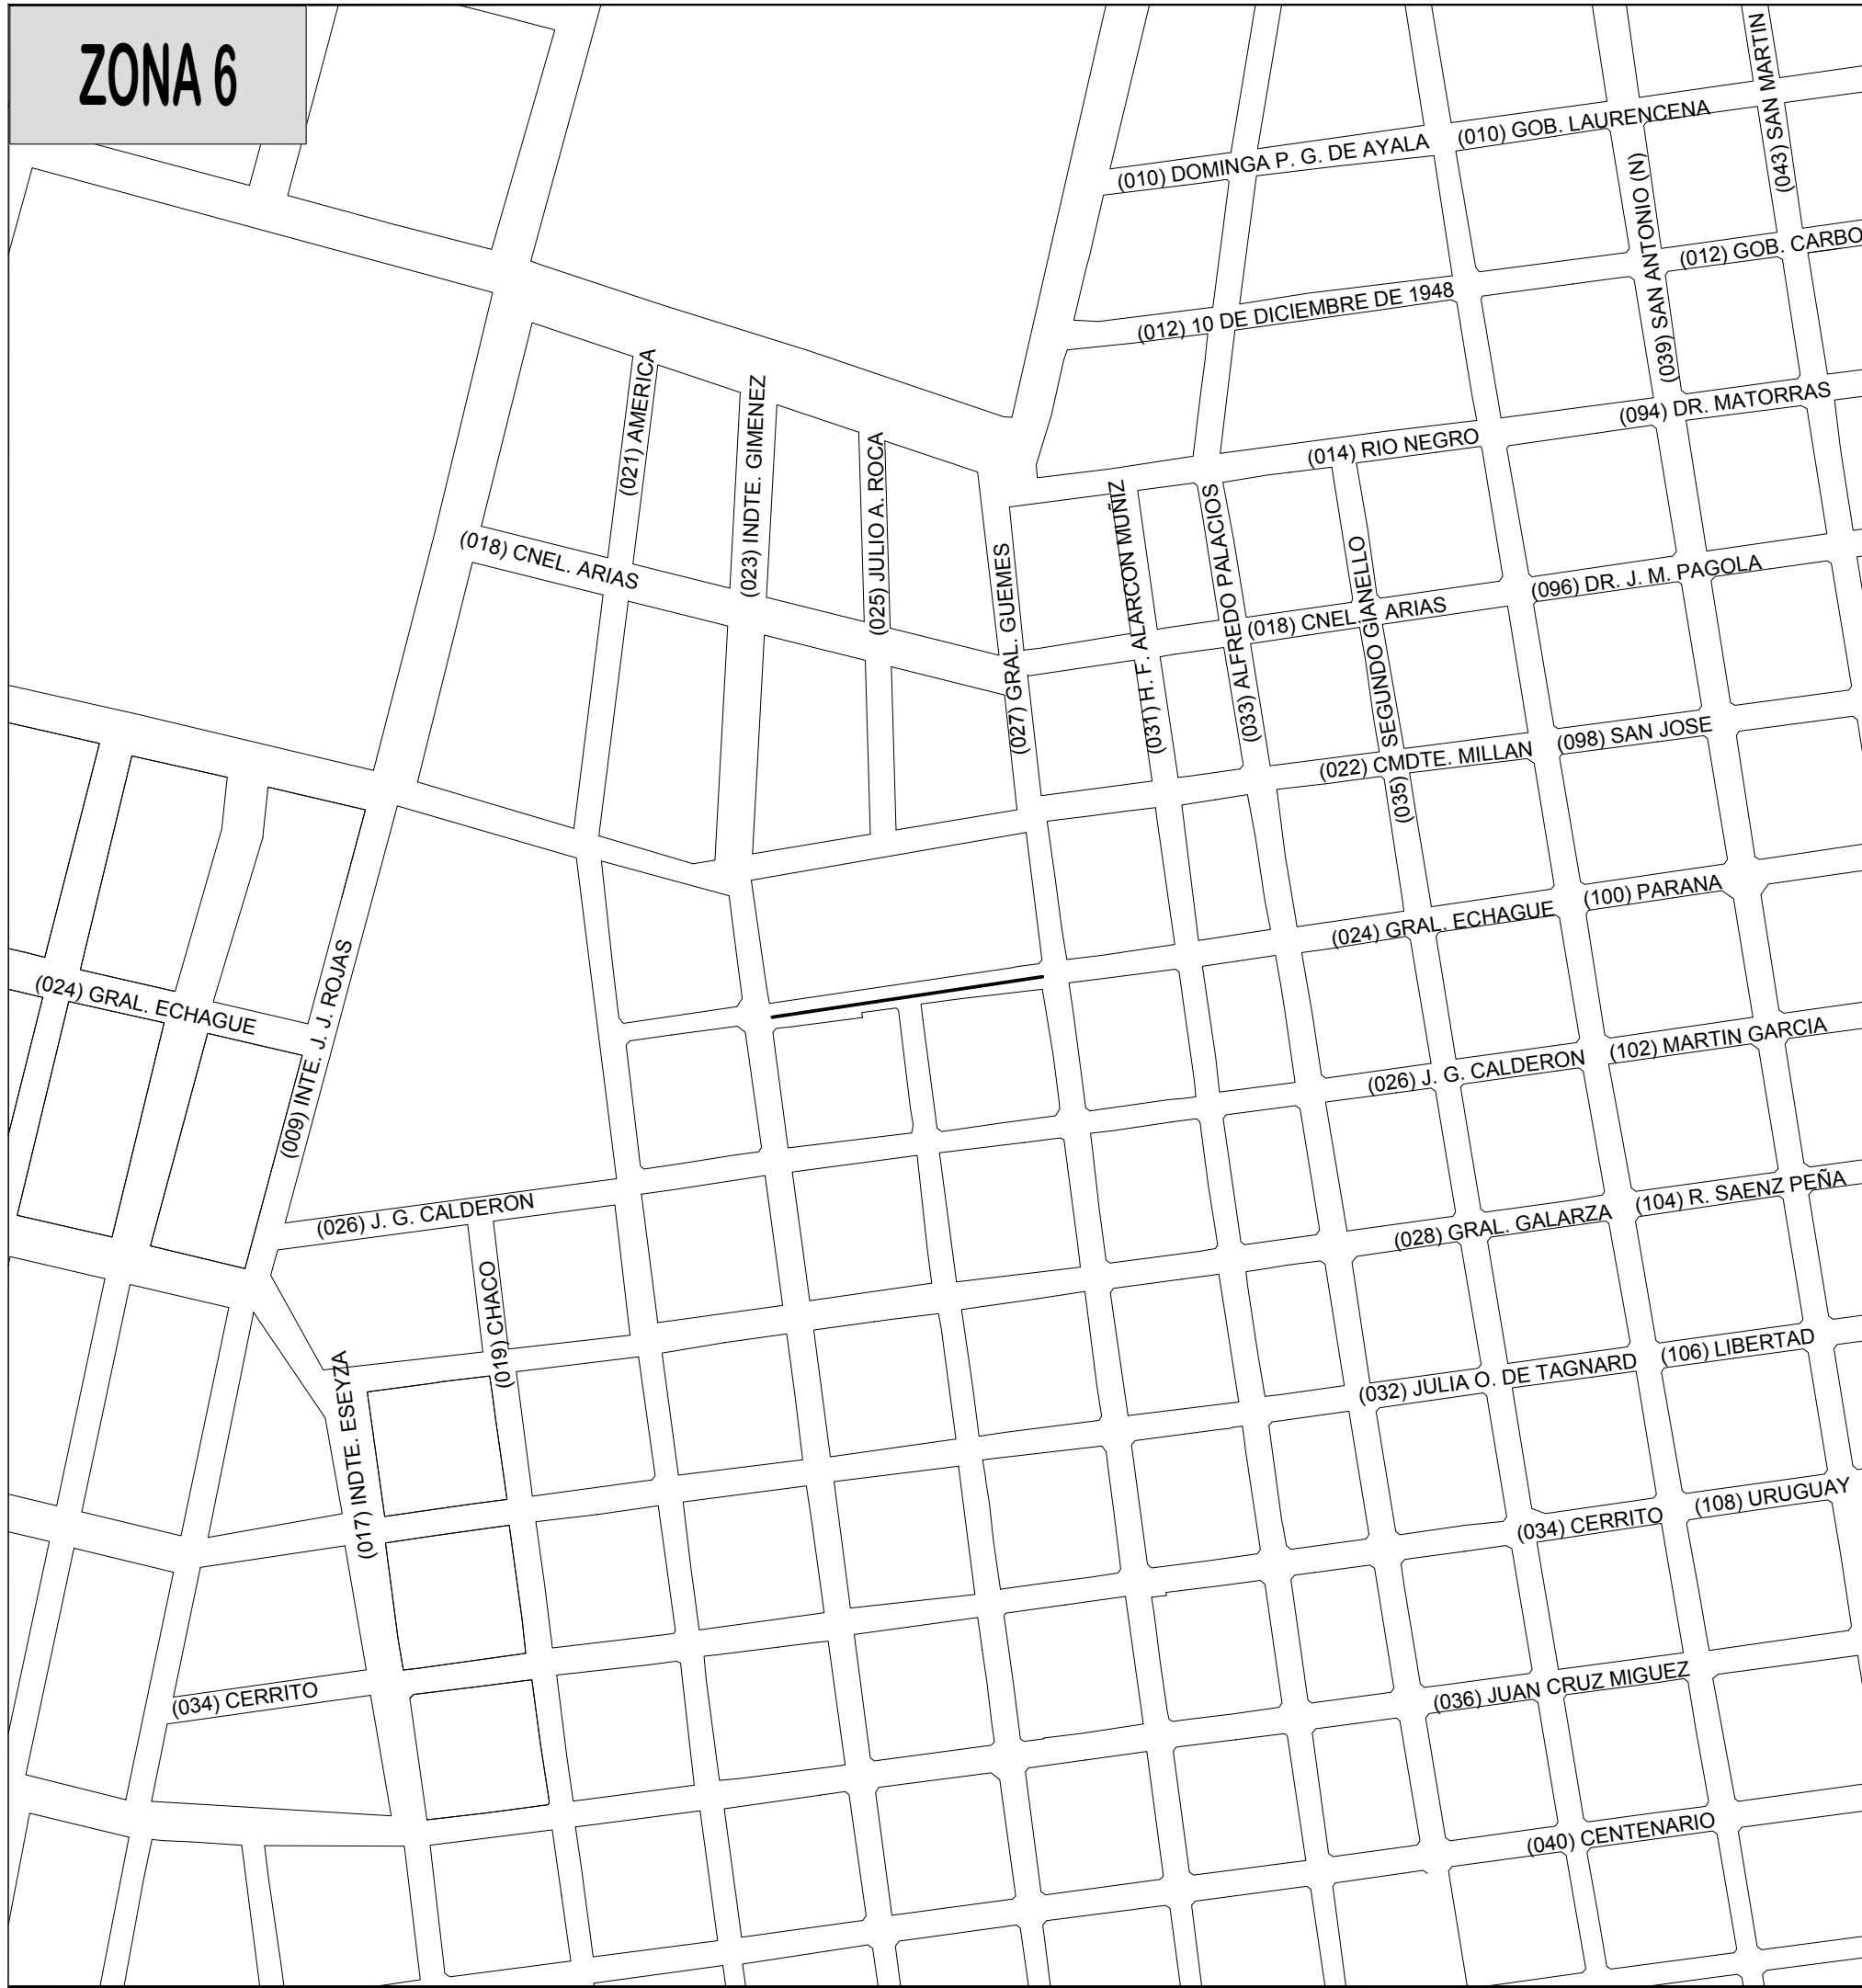 ZONA 6
(043) SAN MARTIN
(010) GOB. LAURENCENA
(010) DOMINGA P. G. DE AYALA
(039) SAN ANTONIO (N)
(012) GOB. CARBO
(012) 10 DE DICIEMBRE DE 1948
(021) AMERICA
(023) INDTE. GIMENEZ
(025) JULIO A. ROCA
(094) DR. MATORRAS
(014) RIO NEGRO
(018) CNEL. ARIAS
(027) GRAL. GUEMES
(031) H. F. ALARCON MUÑIZ
(033) ALFREDO PALACIOS
(035) SEGUNDO GIANELLO
(096) DR. J. M. PAGOLA
(018) CNEL. ARIAS
(098) SAN JOSE
(022) CMDTE. MILLAN
(100) PARANA
(024) GRAL. ECHAGUE
(024) GRAL. ECHAGUE
(009) INTE. J. J. ROJAS
(102) MARTIN GARCIA
(026) J. G. CALDERON
(104) R. SAENZ PEÑA
(026) J. G. CALDERON
(028) GRAL. GALARZA
(019) CHACO
(017) INDTE. ESEYZA
(106) LIBERTAD
(032) JULIA O. DE TAGNARD
(108) URUGUAY
(034) CERRITO
(034) CERRITO
(036) JUAN CRUZ MIGUEZ
(040) CENTENARIO